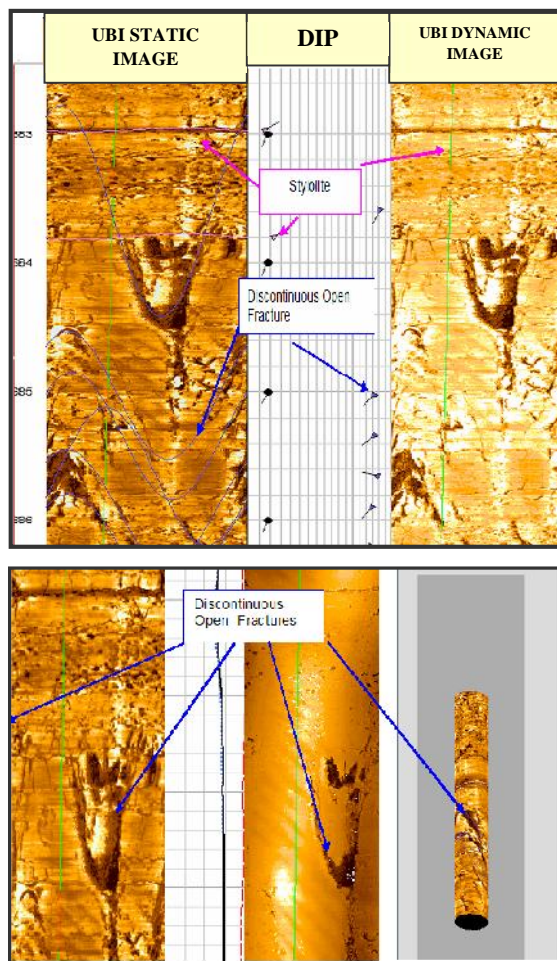 UBI STATIC
IMAGE
DIP
UBI DYNAMIC
IMAGE
Stylolite
Discontinuous Open
Fracture
Discontinuous
Open Fractures